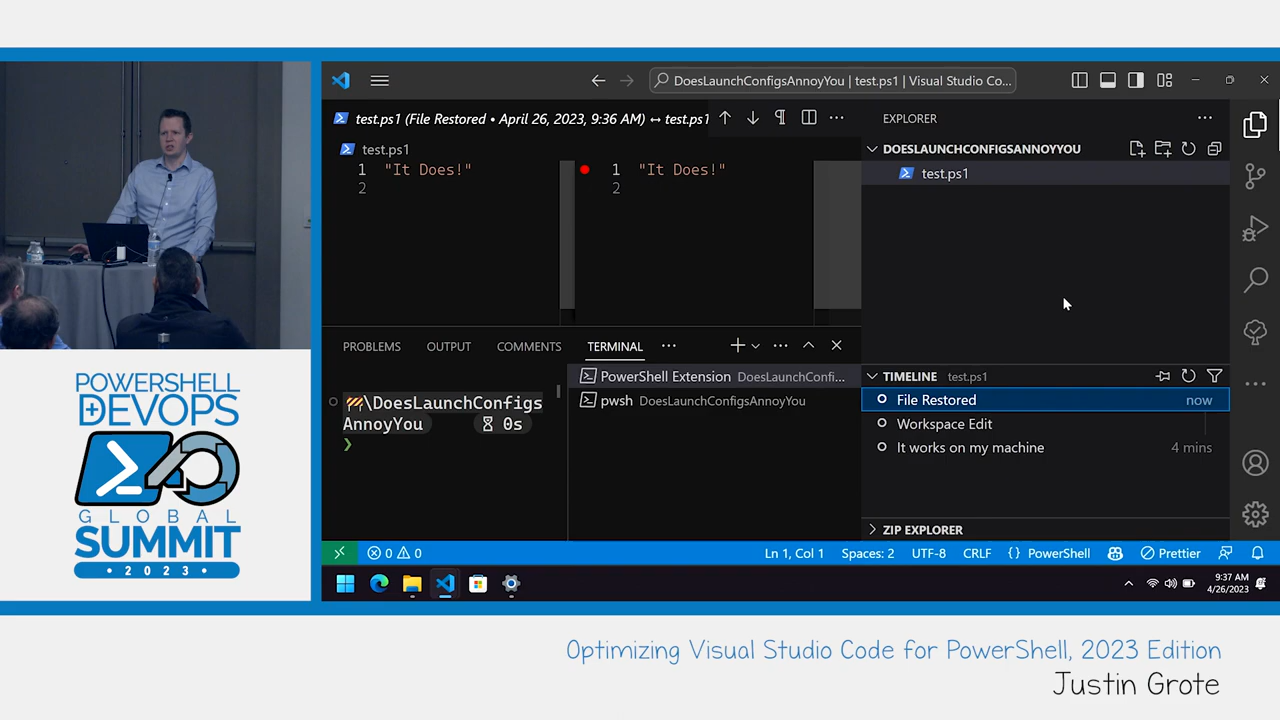 DoesLaunchConfigsAnnoyYou | test.ps1 | Visual Studio Co...
test.ps1 (File Restored • April 26, 2023, 9:36 AM) ↔ test.ps1
test.ps1
1 "It Does!"
2
1 "It Does!"
2
EXPLORER
DOESLAUNCHCONFIGSANNOYYOU
test.ps1
PROBLEMS OUTPUT COMMENTS TERMINAL
\DoesLaunchConfigs
AnnoyYou 0s
❯
PowerShell Extension DoesLaunchConfi...
pwsh DoesLaunchConfigsAnnoyYou
TIMELINE test.ps1
File Restored now
Workspace Edit
It works on my machine 4 mins
ZIP EXPLORER
0 0 Ln 1, Col 1 Spaces: 2 UTF-8 CRLF {} PowerShell Prettier
9:37 AM
4/26/2023
POWERSHELL
+DEVOPS
GLOBAL
SUMMIT
• 2023 •
Optimizing Visual Studio Code for PowerShell, 2023 Edition
Justin Grote